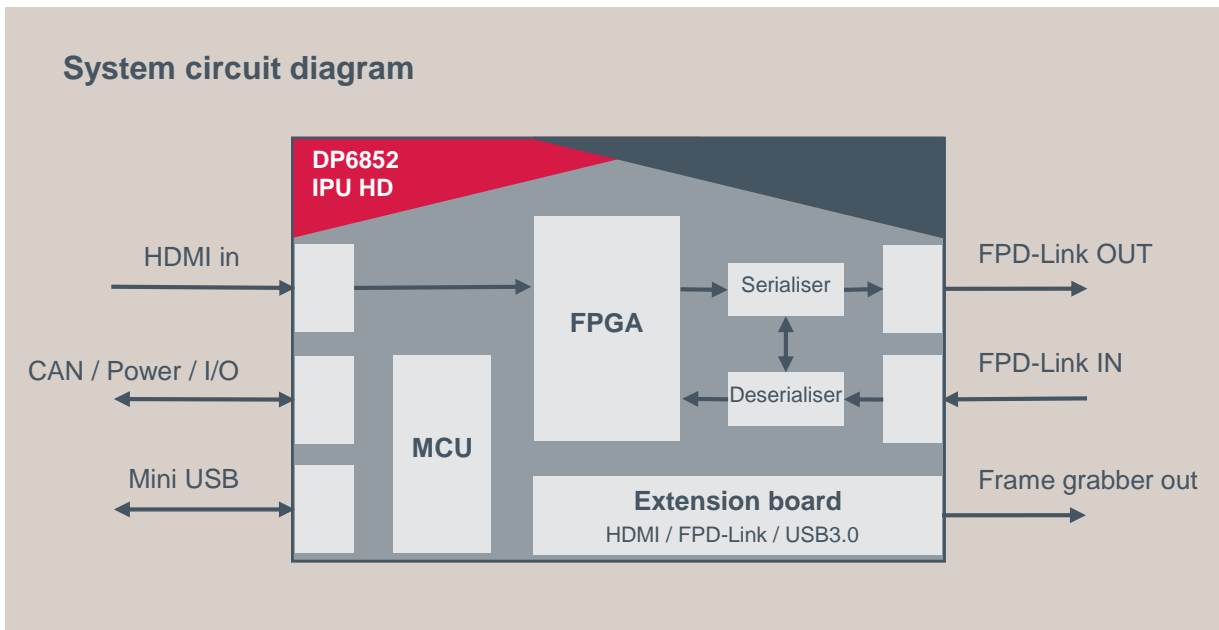 System circuit diagram
DP6852
IPU HD
HDMI in
CAN / Power / I/O
Mini USB
FPGA
MCU
Serialiser
Deserialiser
Extension board
HDMI / FPD-Link / USB3.0
FPD-Link OUT
FPD-Link IN
Frame grabber out